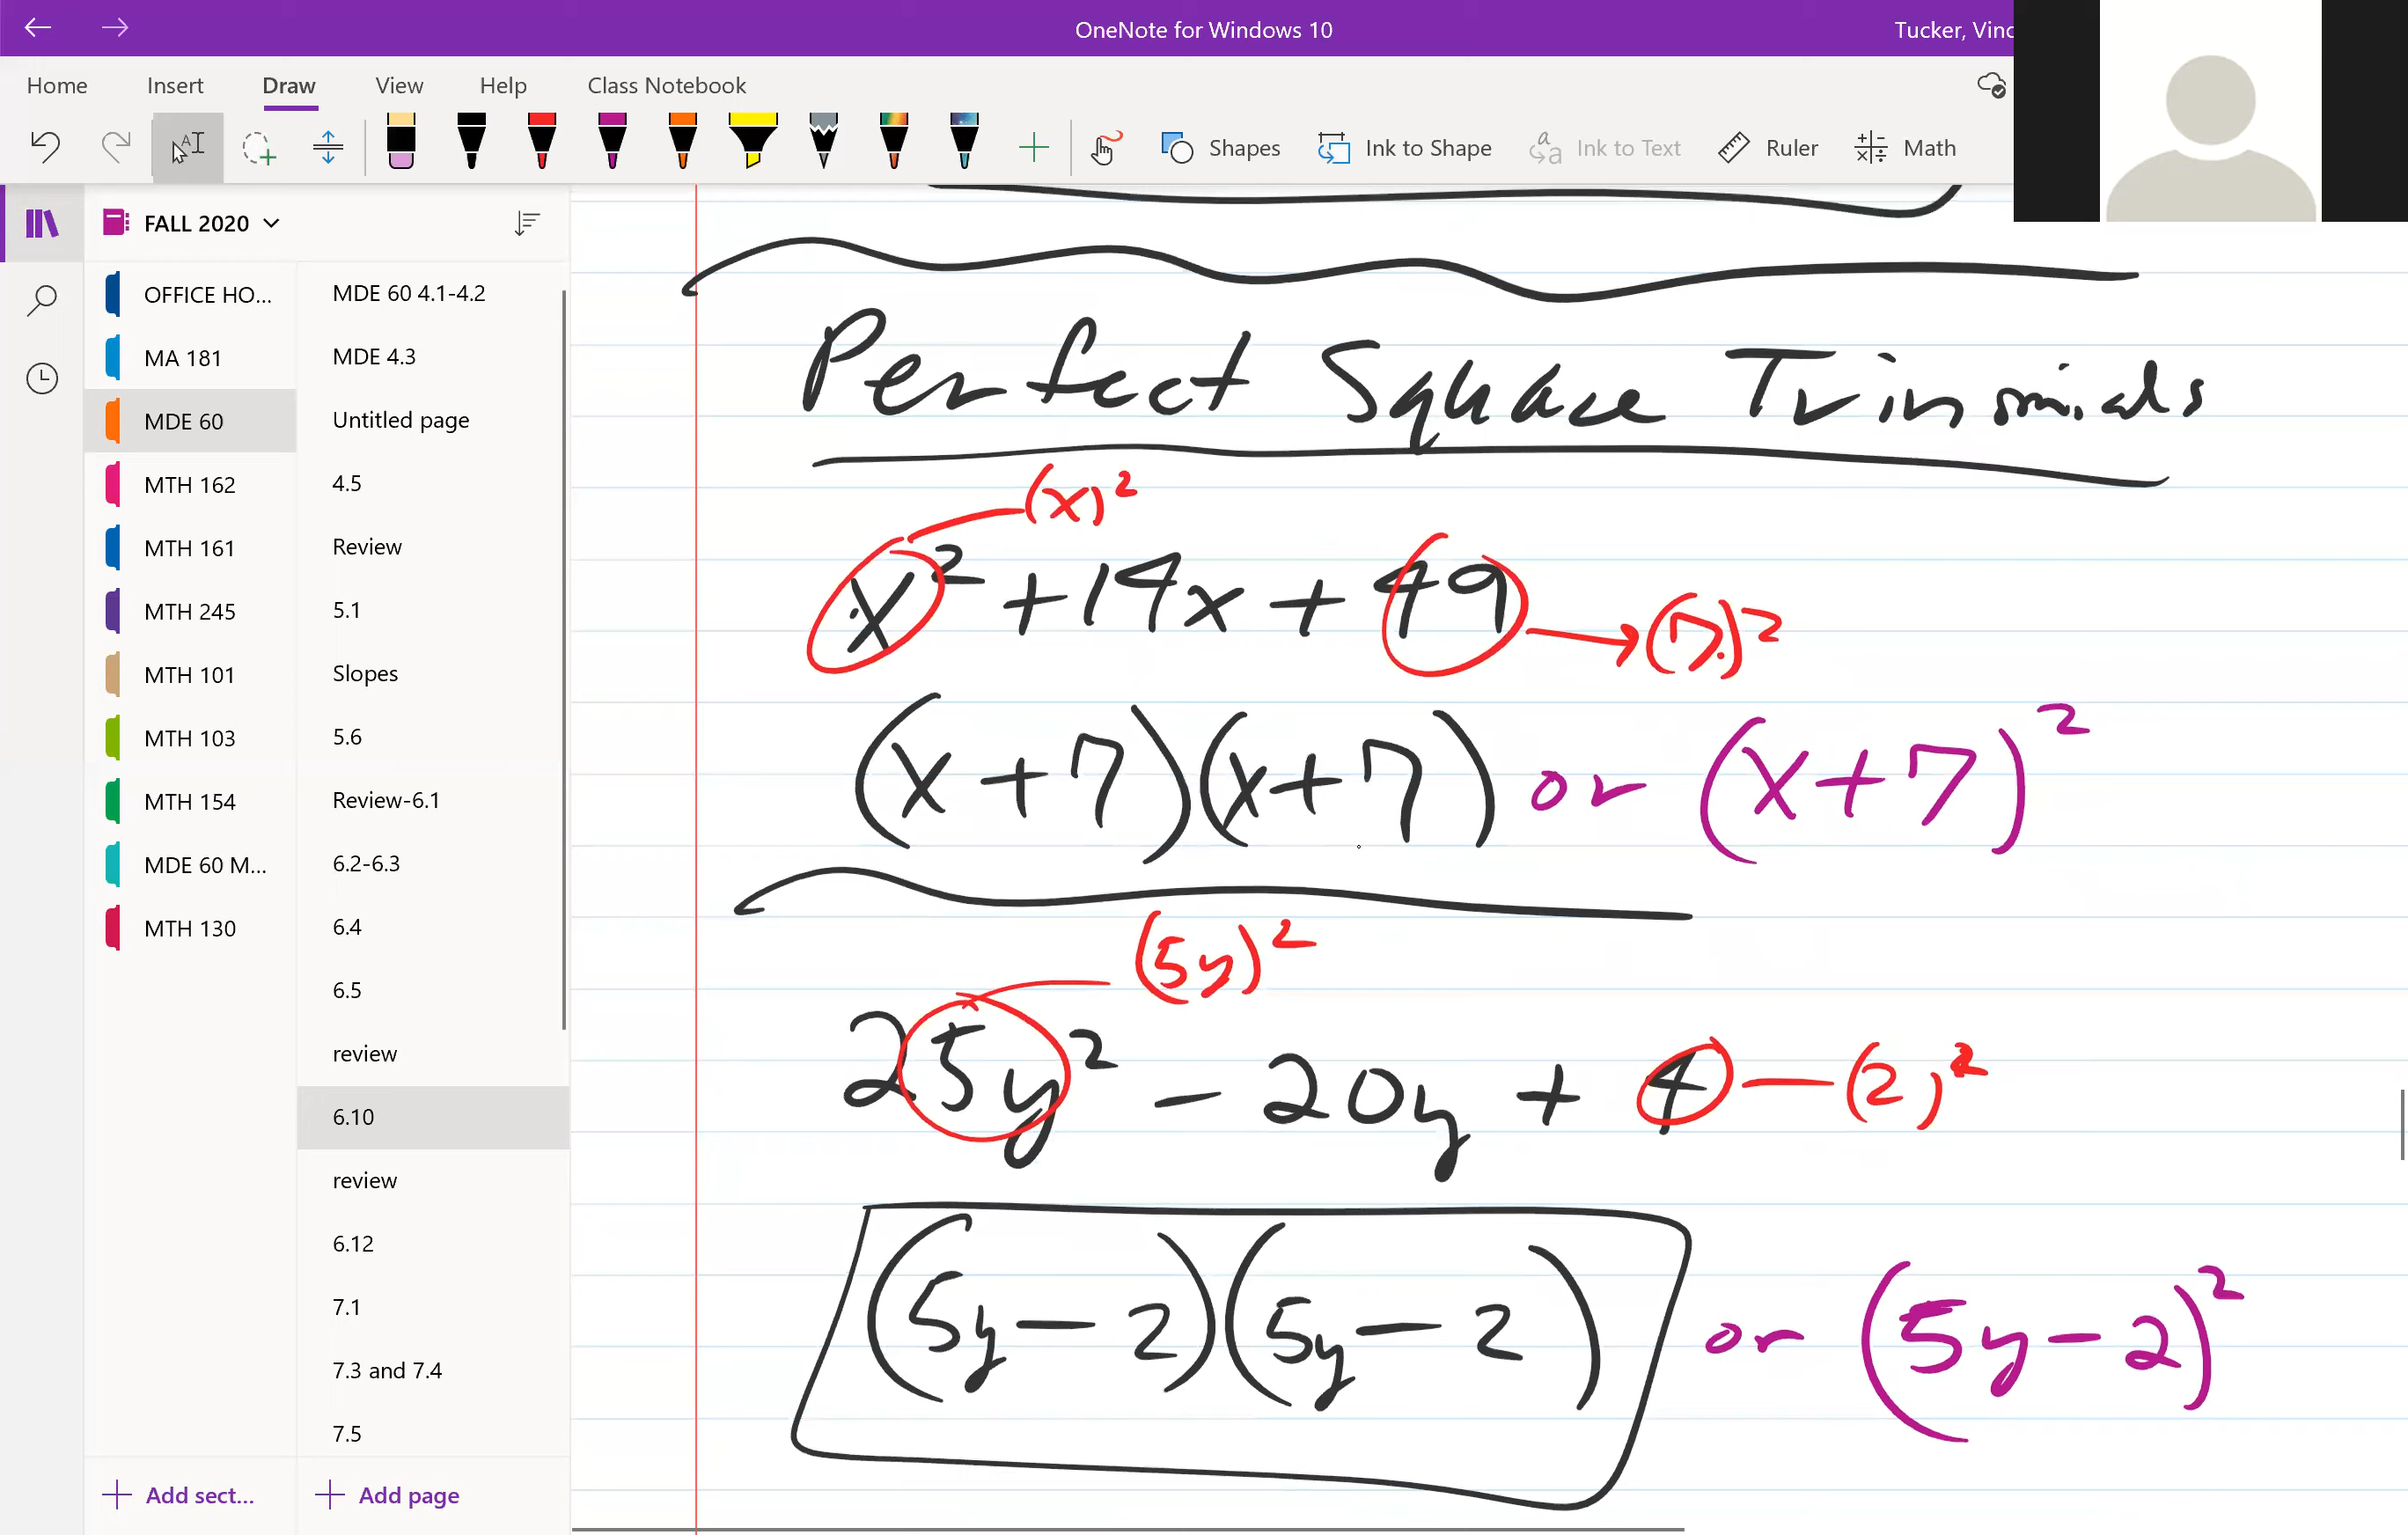 OneNote for Windows 10
Tucker, Vinc
Home Insert Draw View Help Class Notebook
Shapes Ink to Shape Ink to Text Ruler Math
FALL 2020
OFFICE HO...
MA 181
MDE 60
MTH 162
MTH 161
MTH 245
MTH 101
MTH 103
MTH 154
MDE 60 M...
MTH 130
Add sect...
MDE 60 4.1-4.2
MDE 4.3
Untitled page
4.5
Review
5.1
Slopes
5.6
Review-6.1
6.2-6.3
6.4
6.5
review
6.10
review
6.12
7.1
7.3 and 7.4
7.5
Add page
Perfect Square Trinomials
(x)²
x² + 14x + 49 → (7)²
(x + 7)(x + 7) or (x + 7)²
(5y)²
25y² - 20y + 4 — (2)²
(5y - 2)(5y - 2) or (5y - 2)²